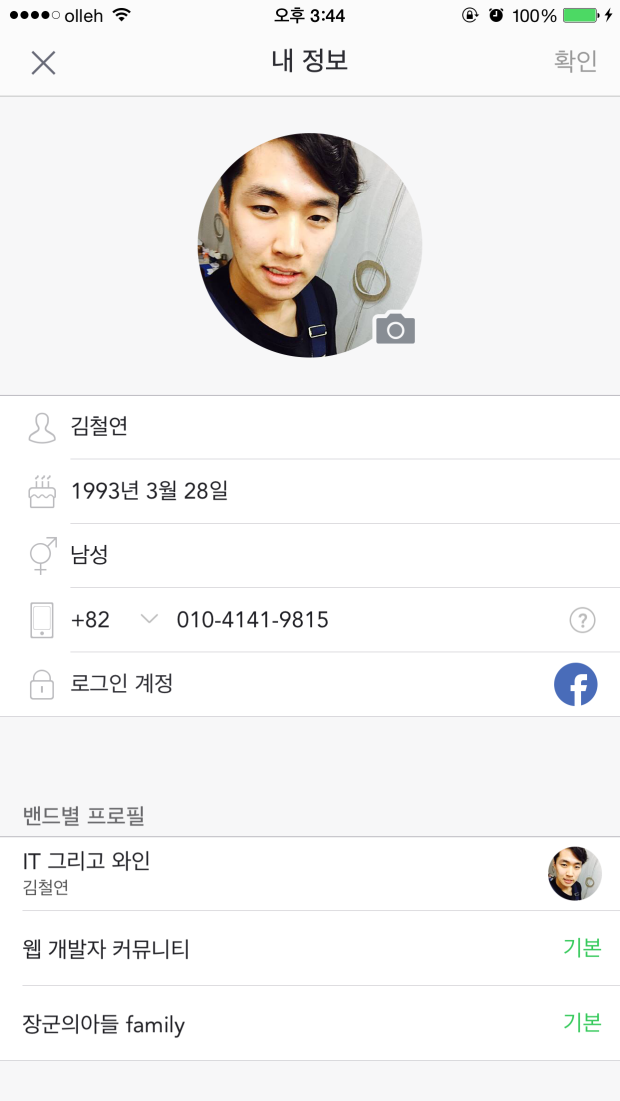 olleh 오후 3:44 100%
내 정보 확인
김철연
1993년 3월 28일
남성
+82 010-4141-9815 ?
로그인 계정
밴드별 프로필
IT 그리고 와인
김철연
웹 개발자 커뮤니티 기본
장군의아들 family 기본